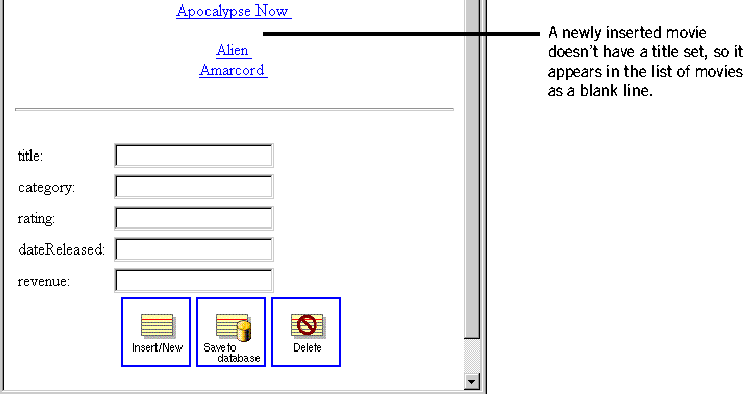 Apocalypse Now
Alien
Amarcord
A newly inserted movie
doesn't have a title set, so it
appears in the list of movies
as a blank line.
title:
category:
rating:
dateReleased:
revenue:
Insert/New
Save to
database
Delete